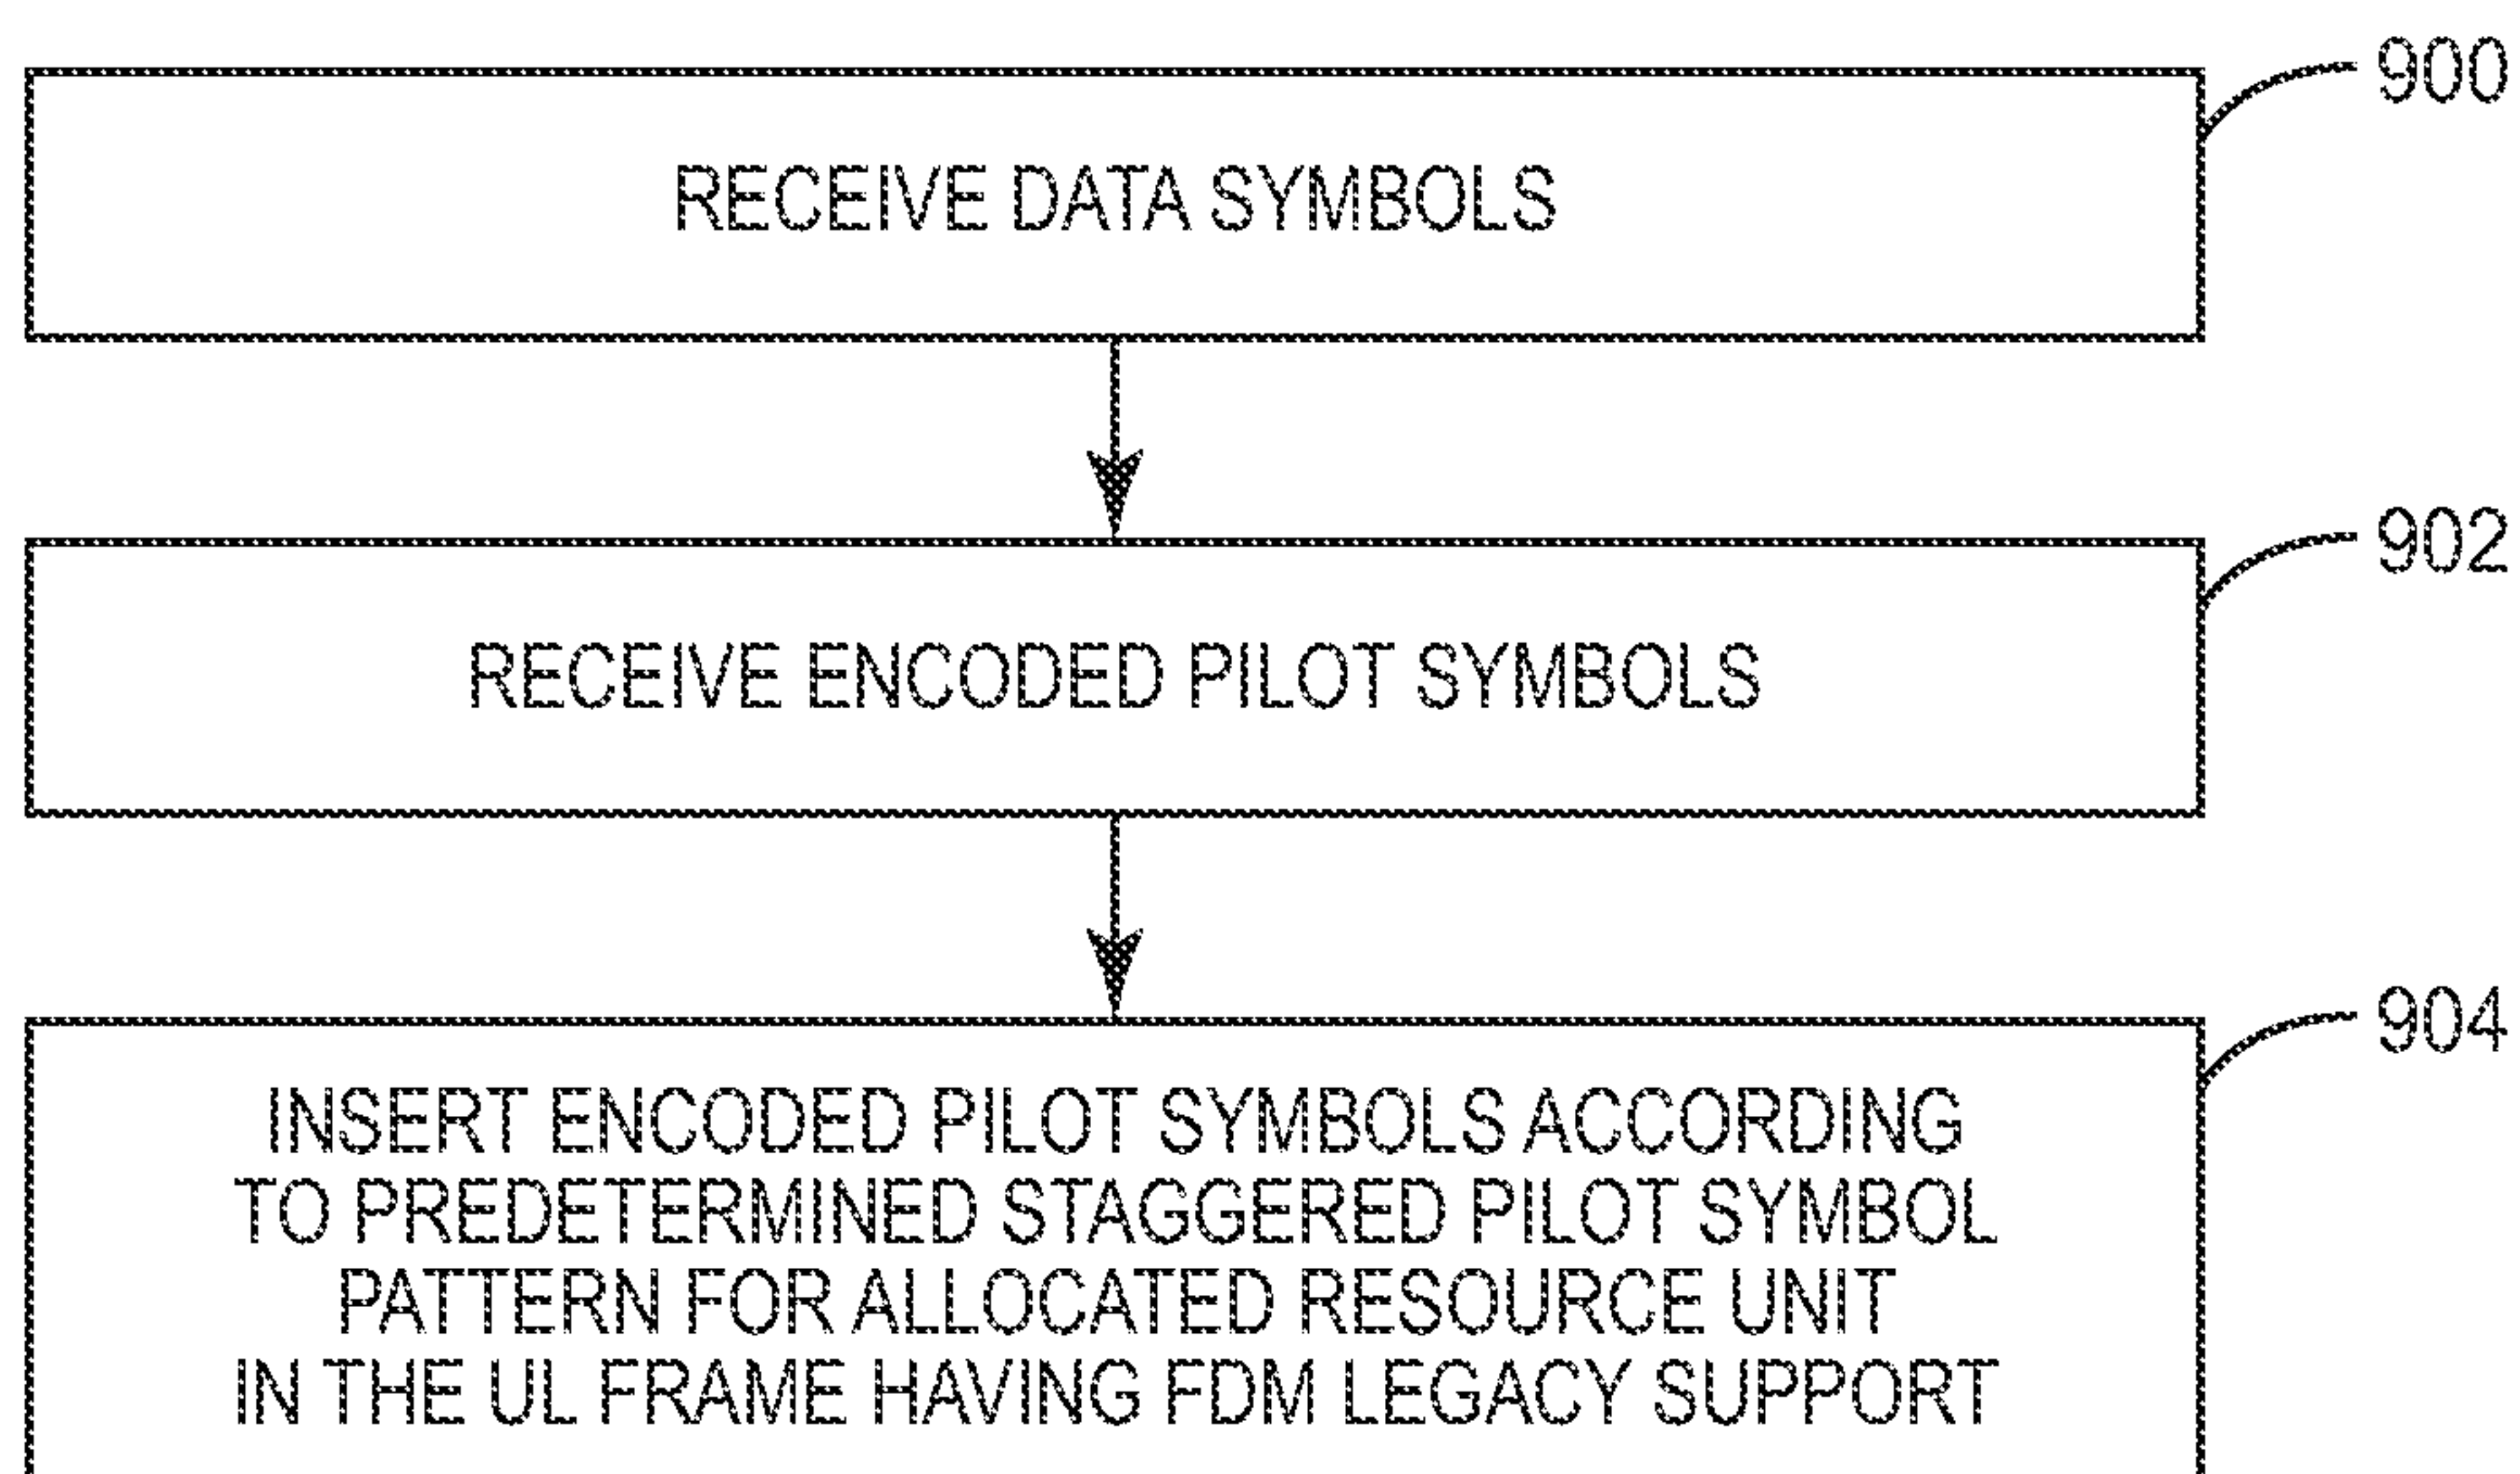 900
RECEIVE DATA SYMBOLS
902
RECEIVE ENCODED PILOT SYMBOLS
904
INSERT ENCODED PILOT SYMBOLS ACCORDING
TO PREDETERMINED STAGGERED PILOT SYMBOL
PATTERN FOR ALLOCATED RESOURCE UNIT
IN THE UL FRAME HAVING FDM LEGACY SUPPORT